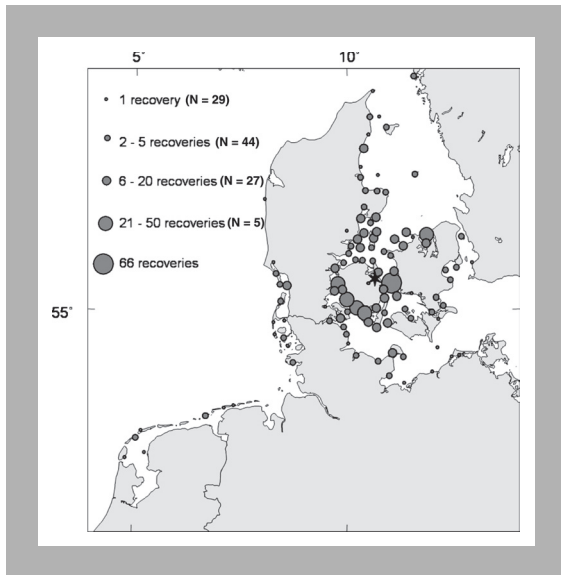 5° 10°
1 recovery (N = 29)
2 - 5 recoveries (N = 44)
6 - 20 recoveries (N = 27)
21 - 50 recoveries (N = 5)
66 recoveries
55°